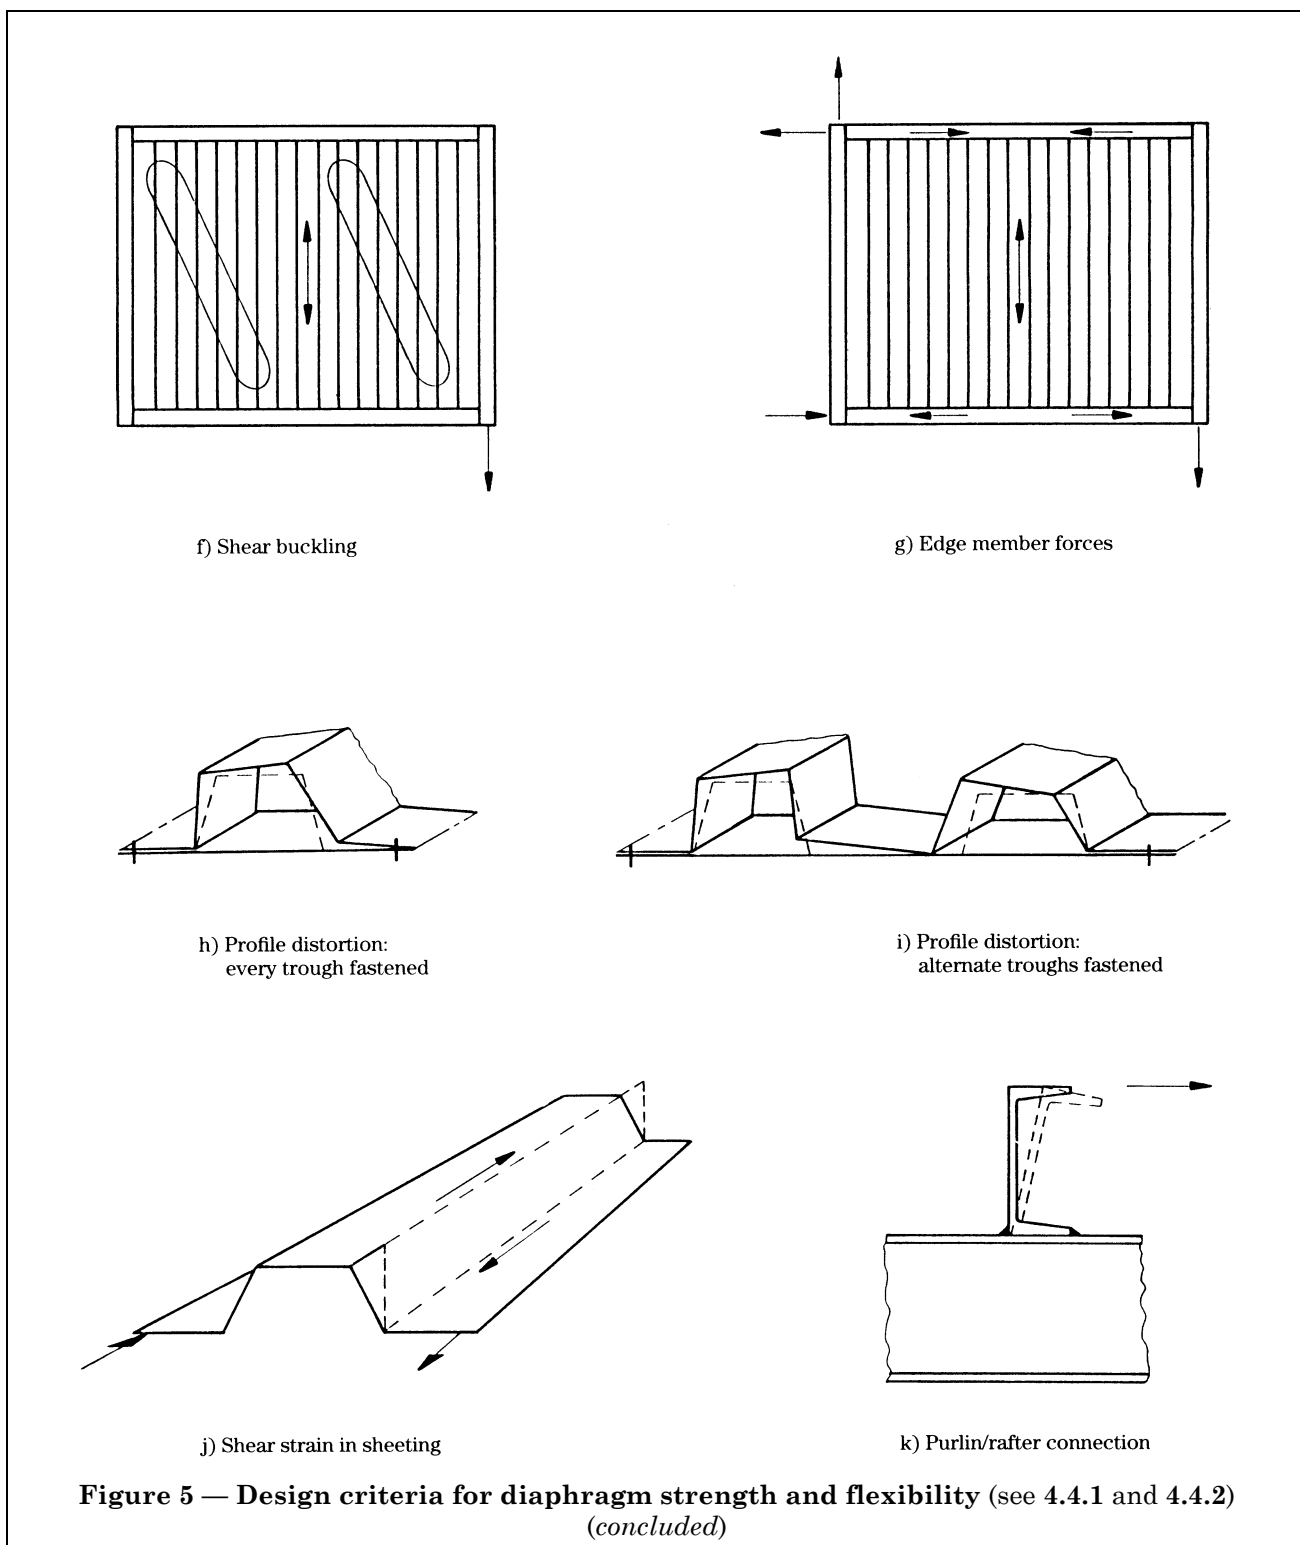 f) Shear buckling
g) Edge member forces
h) Profile distortion:
every trough fastened
i) Profile distortion:
alternate troughs fastened
j) Shear strain in sheeting
k) Purlin/rafter connection
Figure 5 — Design criteria for diaphragm strength and flexibility (see 4.4.1 and 4.4.2)
(concluded)